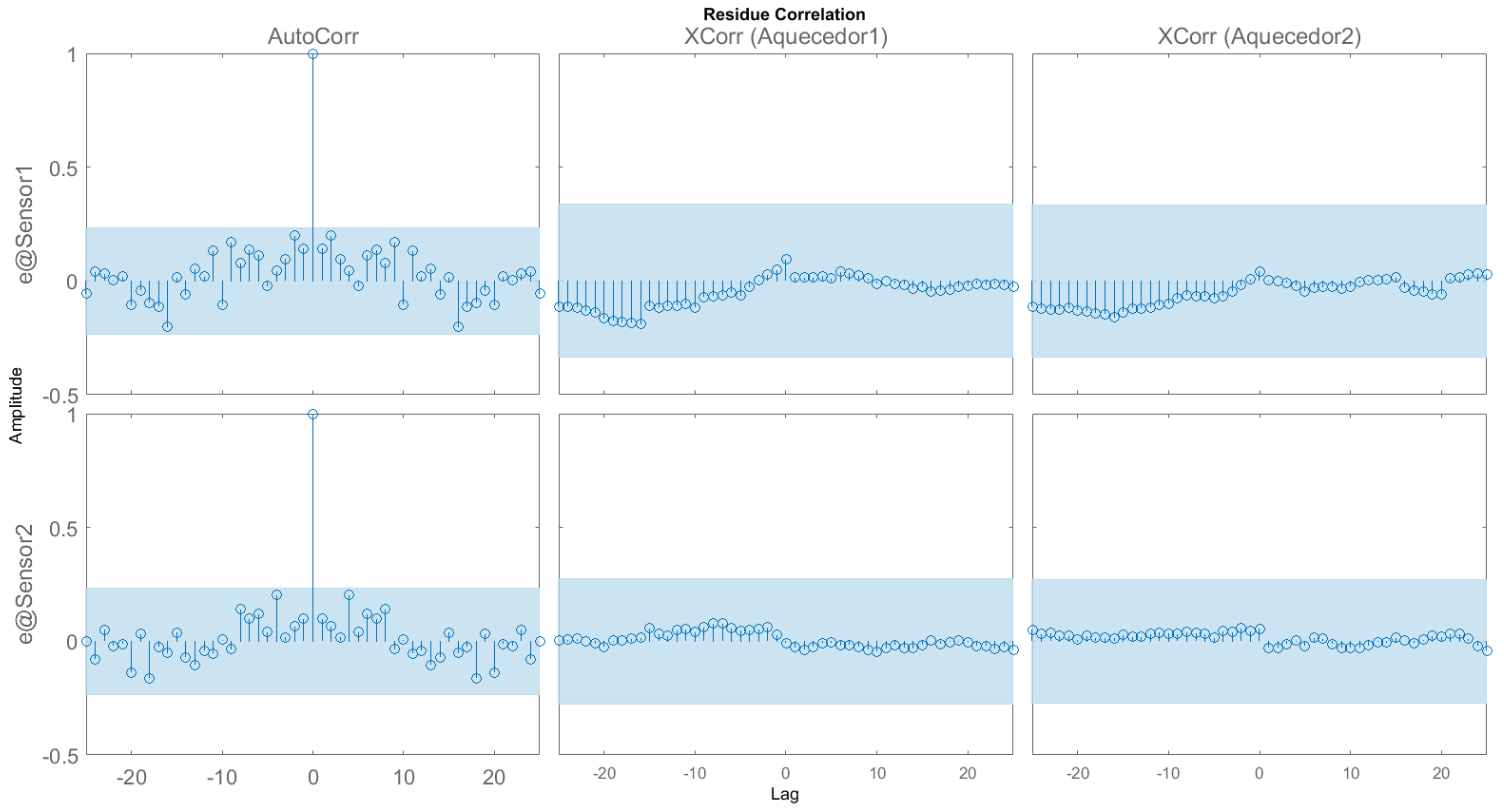 Residue Correlation
AutoCorr
XCorr (Aquecedor1)
XCorr (Aquecedor2)
1
0.5
0
-0.5
e@Sensor1
Amplitude
1
0.5
0
-0.5
e@Sensor2
-20 -10 0 10 20
-20 -10 0 10 20
-20 -10 0 10 20
Lag